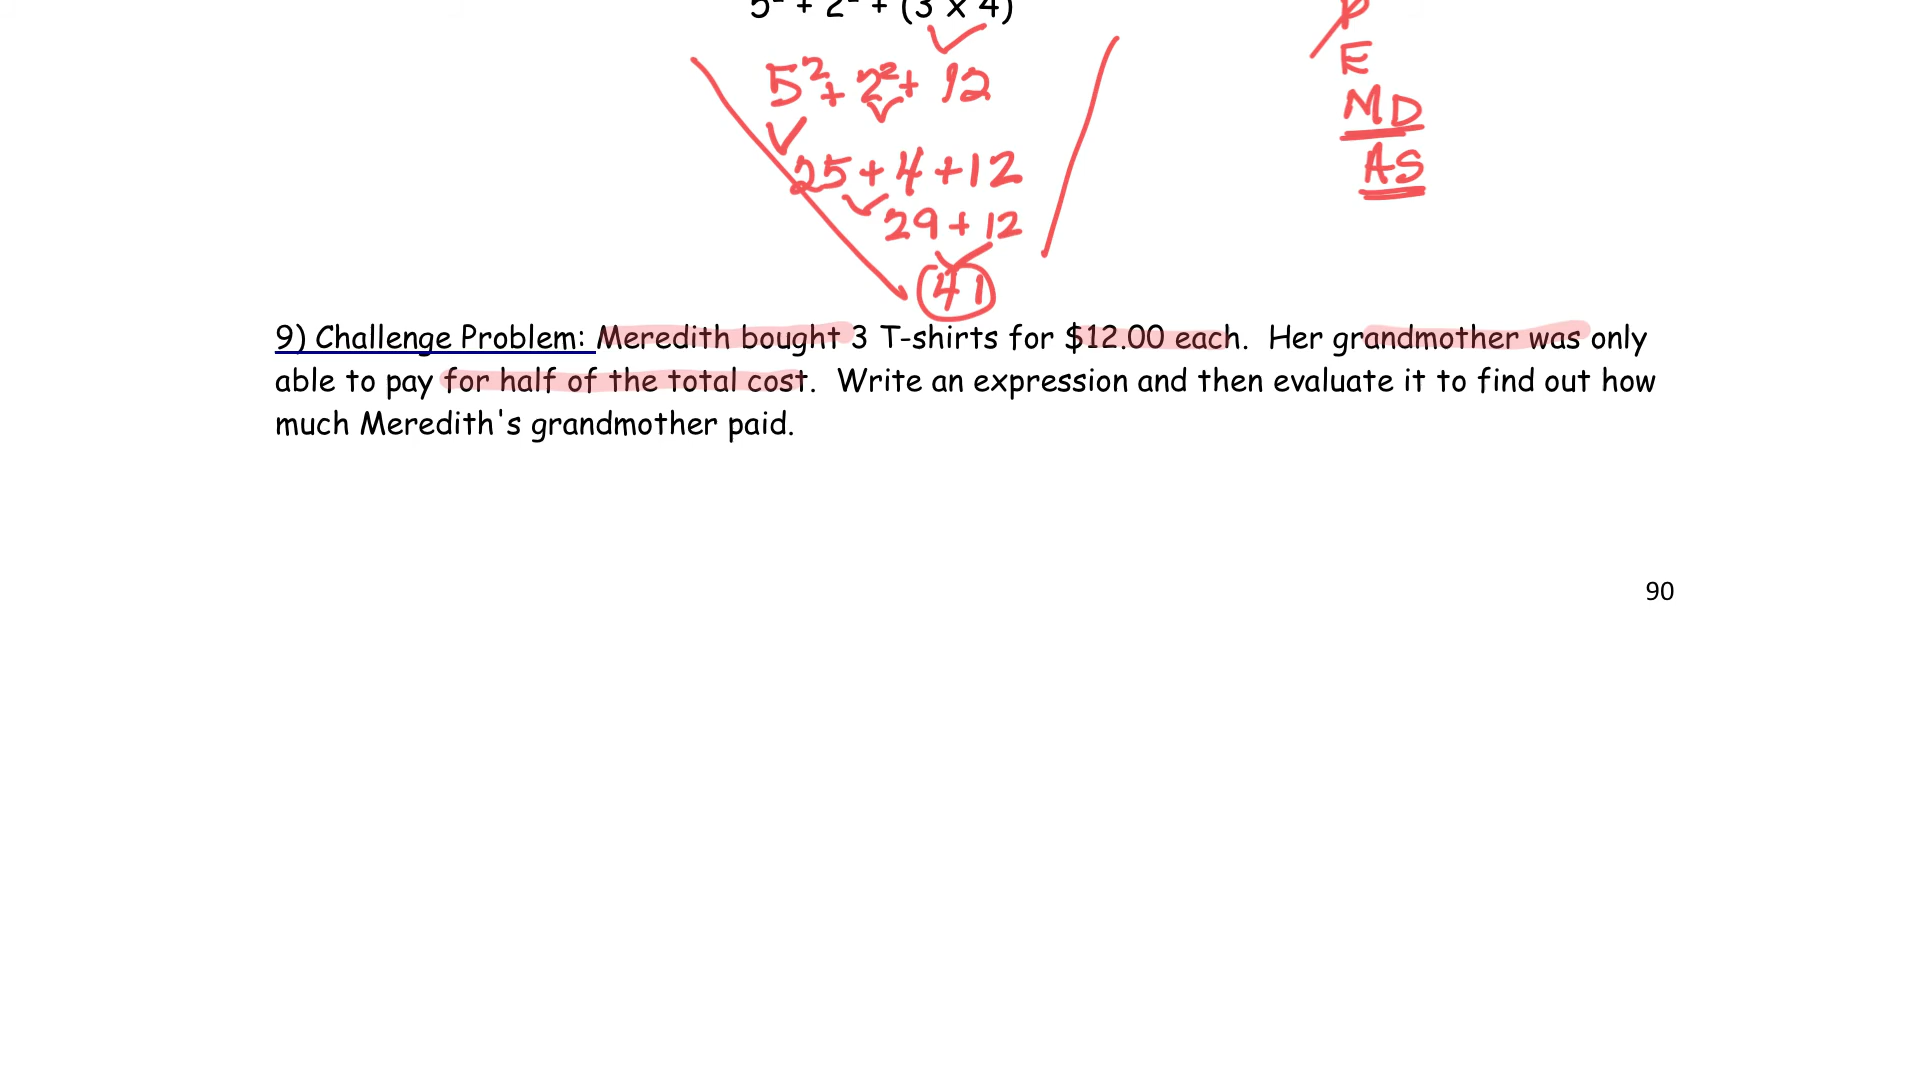 5² + 2² + (3 x 4)
P
E
MD
AS
5² + 2² + 12
25 + 4 + 12
29 + 12
41
9) Challenge Problem: Meredith bought 3 T-shirts for $12.00 each. Her grandmother was only
able to pay for half of the total cost. Write an expression and then evaluate it to find out how
much Meredith's grandmother paid.
90